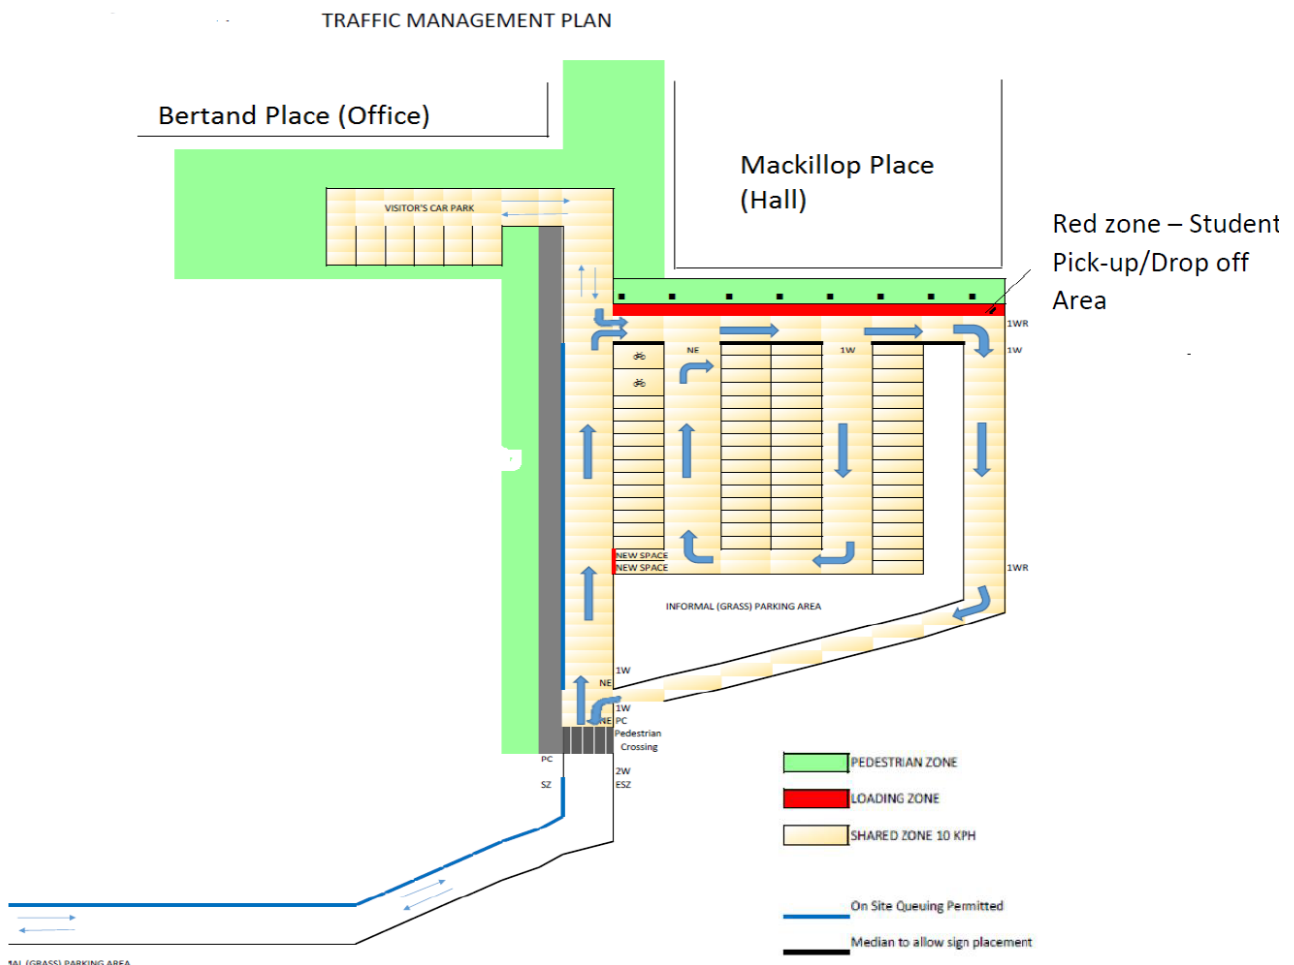 TRAFFIC MANAGEMENT PLAN
Bertand Place (Office)
Mackillop Place
(Hall)
VISITOR'S CAR PARK
Red zone – Student
Pick-up/Drop off
Area
1WR
1W
NE
1W
NEW SPACE
NEW SPACE
1WR
INFORMAL (GRASS) PARKING AREA
1W
NE
1W
NE
PC
Pedestrian
Crossing
PC
2W
SZ
ESZ
PEDESTRIAN ZONE
LOADING ZONE
SHARED ZONE 10 KPH
On Site Queuing Permitted
Median to allow sign placement
(GRASS) PARKING AREA